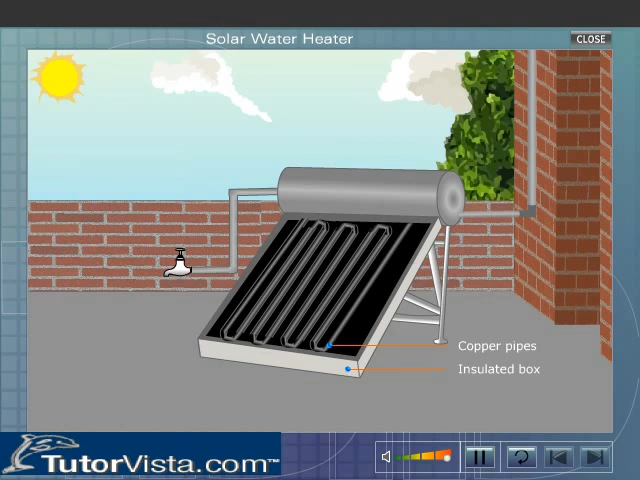 Solar Water Heater
CLOSE
Copper pipes
Insulated box
TutorVista.com™